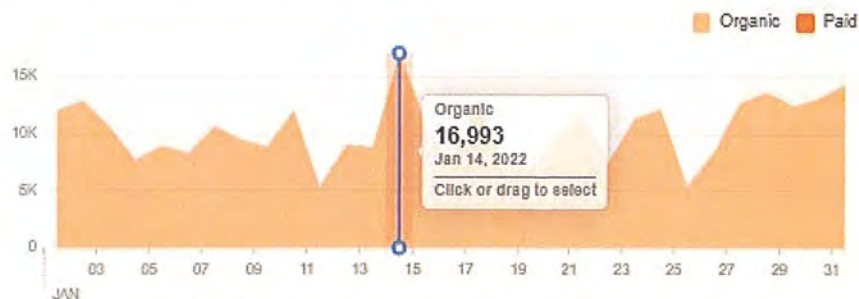 Organic Paid
15K
10K
5K
0
Organic
16,993
Jan 14, 2022
Click or drag to select
03 05 07 09 11 13 15 17 19 21 23 25 27 29 31
JAN